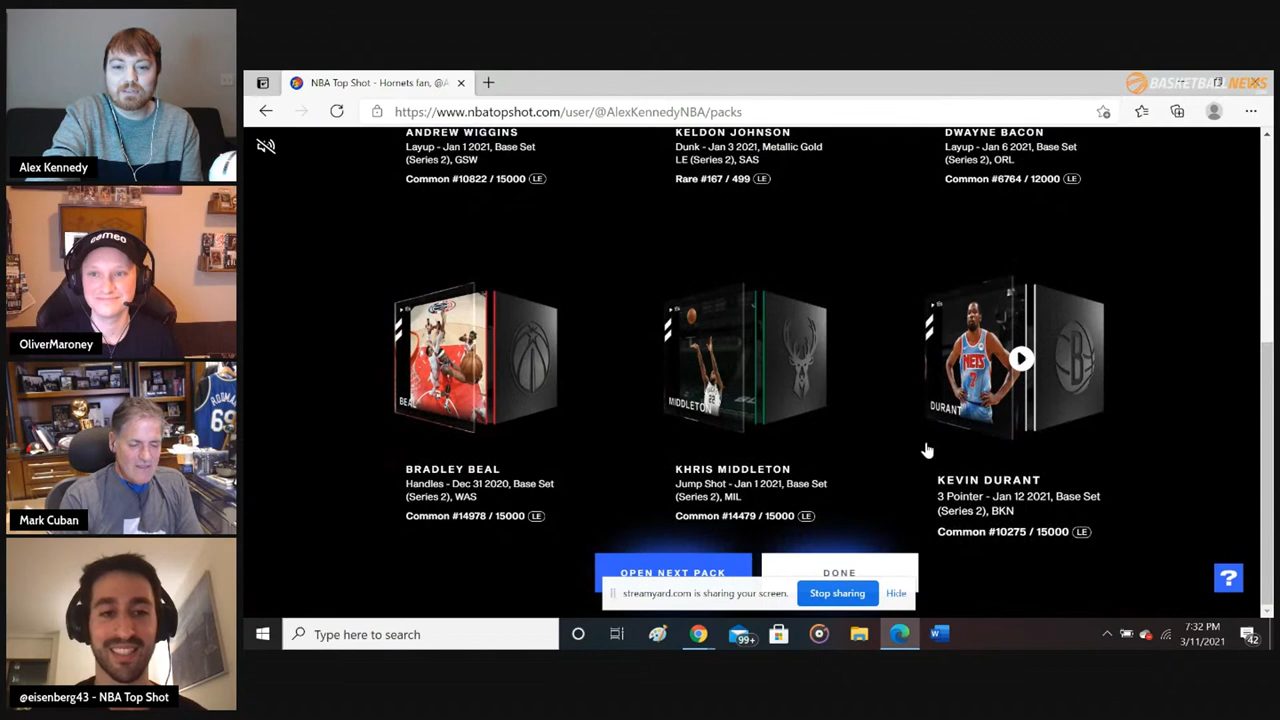 NBA Top Shot - Hornets fan, @A
BASKETBALL NEWS
https://www.nbatopshot.com/user/@AlexKennedyNBA/packs
ANDREW WIGGINS
Layup - Jan 1 2021, Base Set
(Series 2), GSW
Common #10822 / 15000 LE
KELDON JOHNSON
Dunk - Jan 3 2021, Metallic Gold
LE (Series 2), SAS
Rare #167 / 499 LE
DWAYNE BACON
Layup - Jan 6 2021, Base Set
(Series 2), ORL
Common #6764 / 12000 LE
Alex Kennedy
cameo
OliverMaroney
RODMAN
69
Mark Cuban
@eisenberg43 - NBA Top Shot
BEAL
MIDDLETON
22
DURANT
NETS
7
BRADLEY BEAL
Handles - Dec 31 2020, Base Set
(Series 2), WAS
Common #14978 / 15000 LE
KHRIS MIDDLETON
Jump Shot - Jan 1 2021, Base Set
(Series 2), MIL
Common #14479 / 15000 LE
KEVIN DURANT
3 Pointer - Jan 12 2021, Base Set
(Series 2), BKN
Common #10275 / 15000 LE
OPEN NEXT PACK
DONE
streamyard.com is sharing your screen.
Stop sharing
Hide
?
Type here to search
99+
7:32 PM
3/11/2021
42